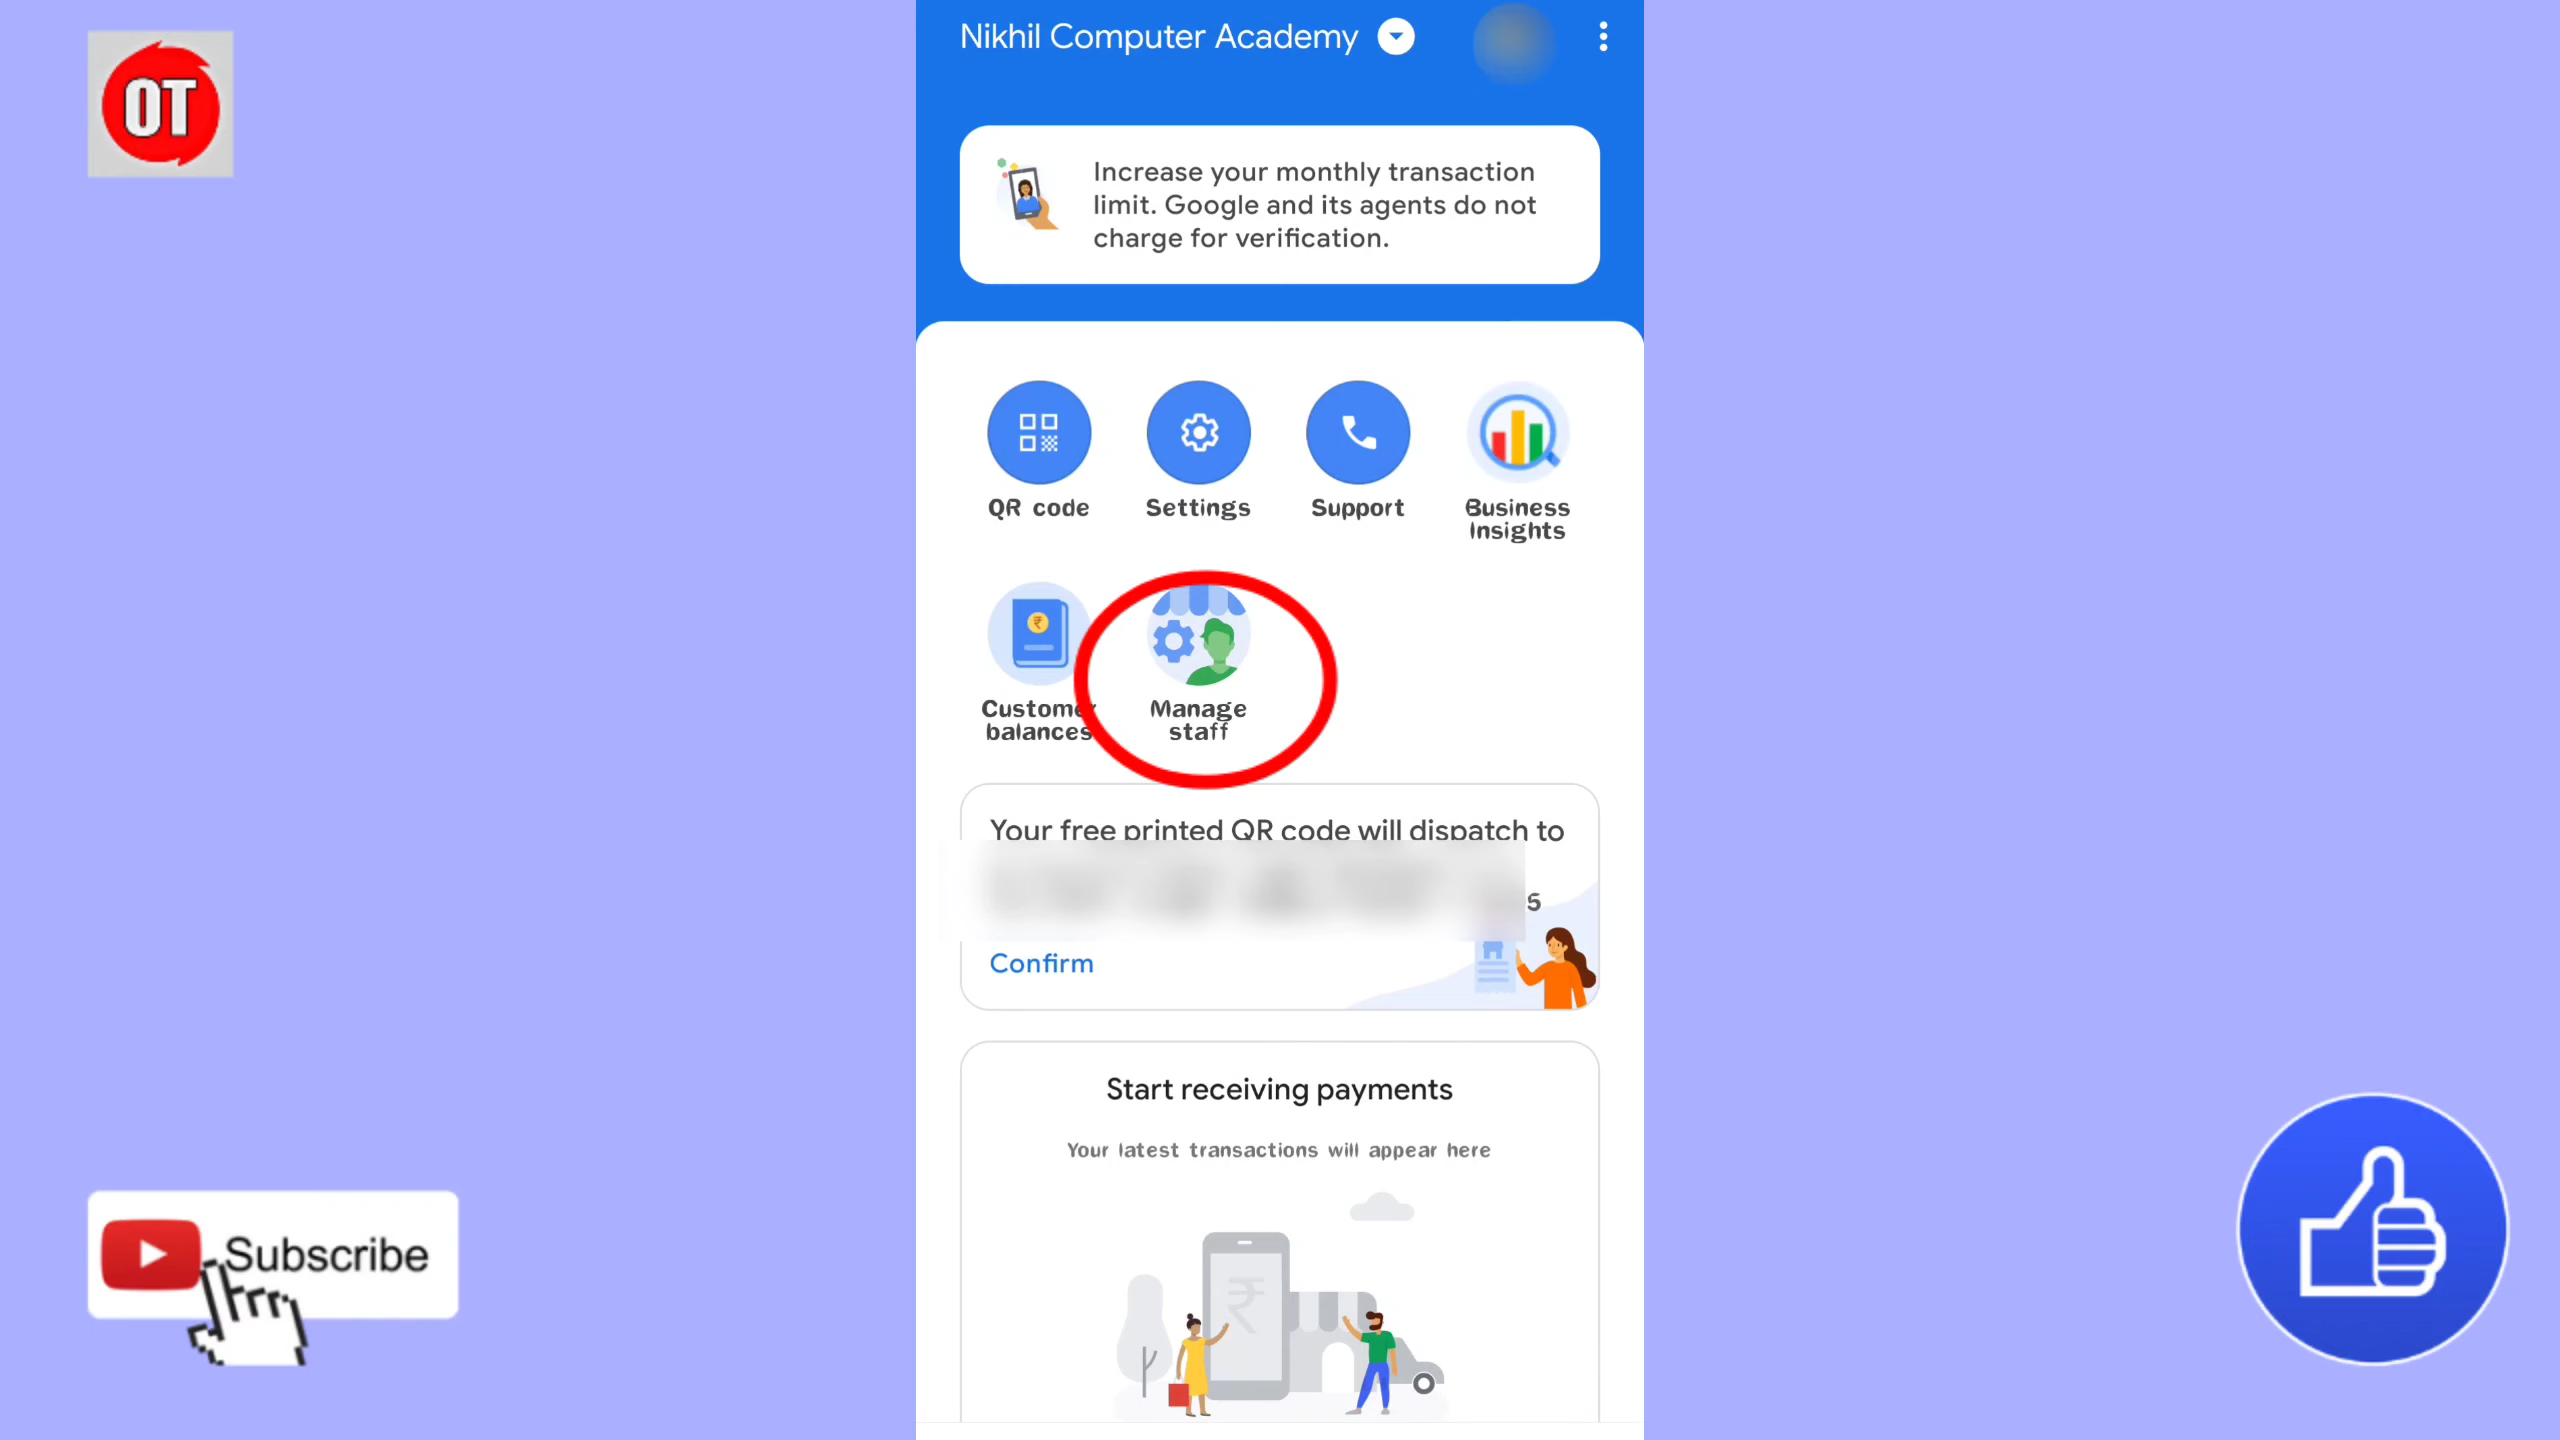 Nikhil Computer Academy
OT
Increase your monthly transaction
limit. Google and its agents do not
charge for verification.
QR code
Settings
Support
Business
Insights
Customer
balances
Manage
staff
Your free printed QR code will dispatch to
5
Confirm
Start receiving payments
Your latest transactions will appear here
₹
Subscribe